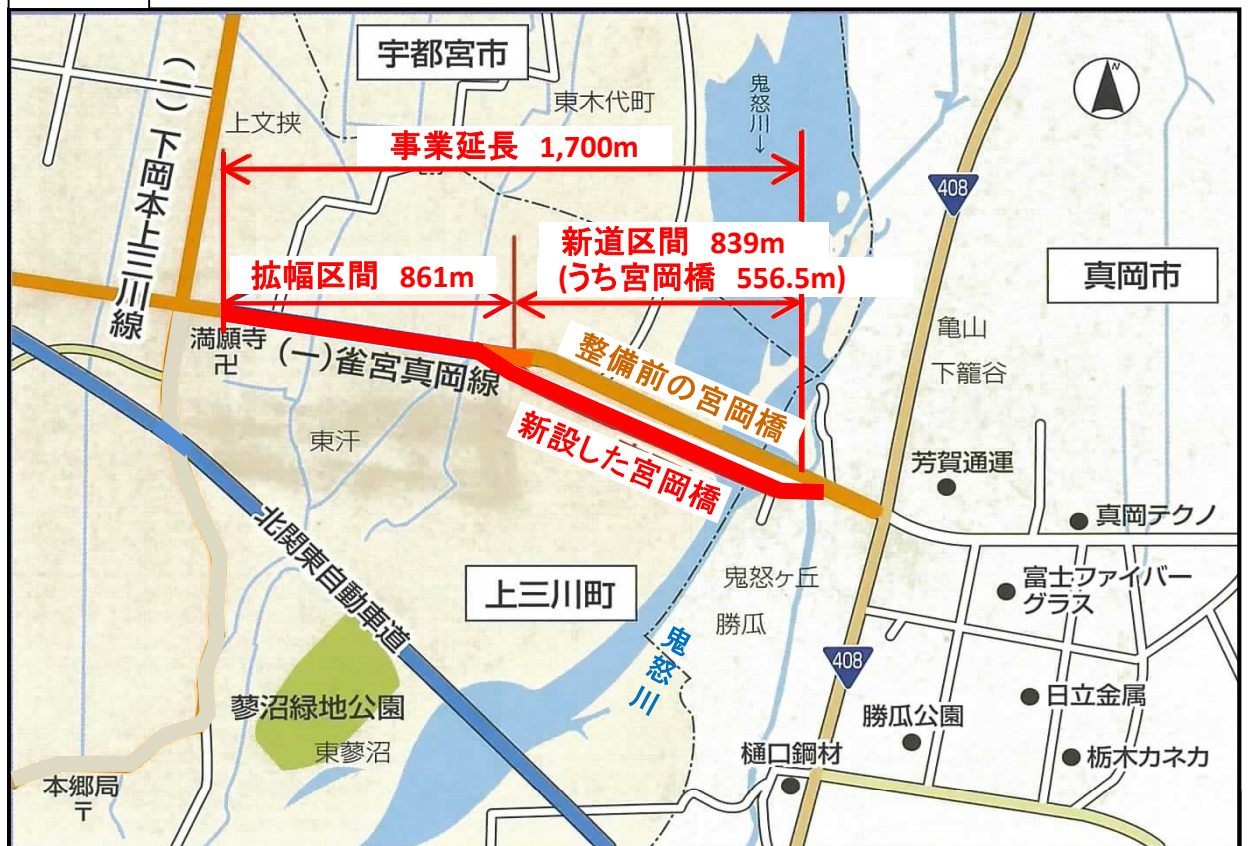 宇都宮市
N
(一)下岡本上三川線
上文挟
東木代町
鬼怒川→
事業延長 1,700m
408
新道区間 839m
(うち宮岡橋 556.5m)
拡幅区間 861m
真岡市
満願寺
卍
(一)雀宮真岡線
整備前の宮岡橋
亀山
下籠谷
新設した宮岡橋
東汗
芳賀通運
真岡テクノ
北関東自動車道
上三川町
鬼怒ヶ丘
勝瓜
富士ファイバー
グラス
鬼怒川
408
蓼沼緑地公園
東蓼沼
日立金属
勝瓜公園
樋口鋼材
栃木カネカ
本郷局
〒